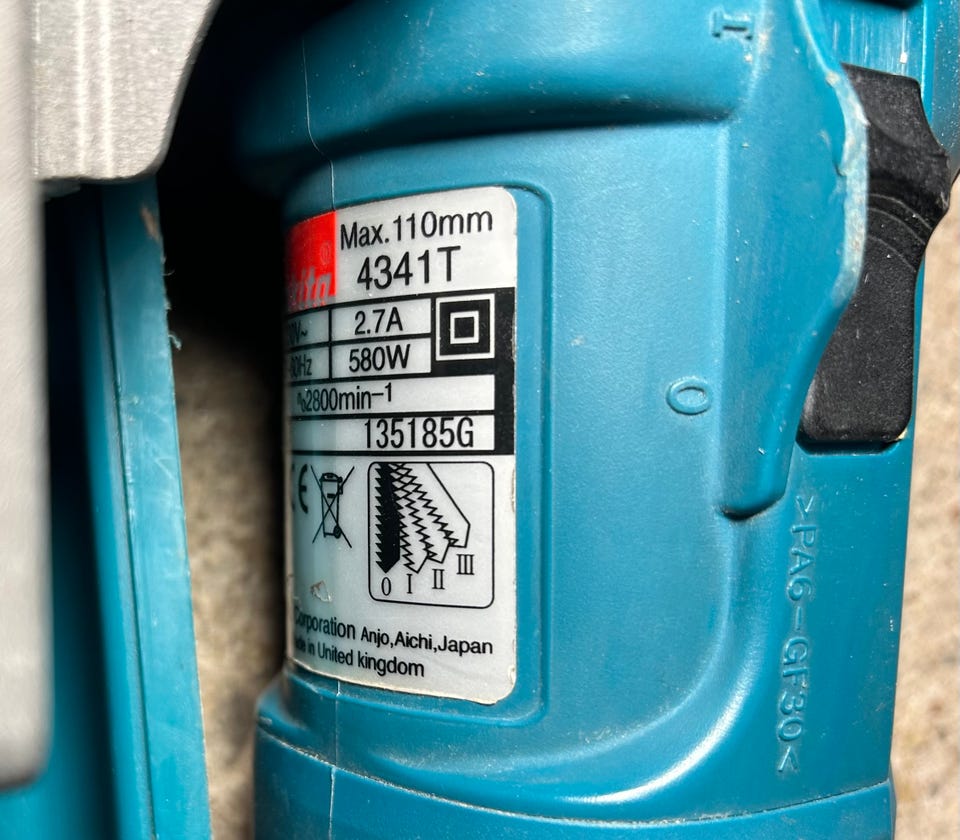 I
Max.110mm
4341T
2.7A
580W
2800min-1
135185G
CE
0 I II III
Corporation Anjo,Aichi,Japan
in United kingdom
O
>PA6-GF30<